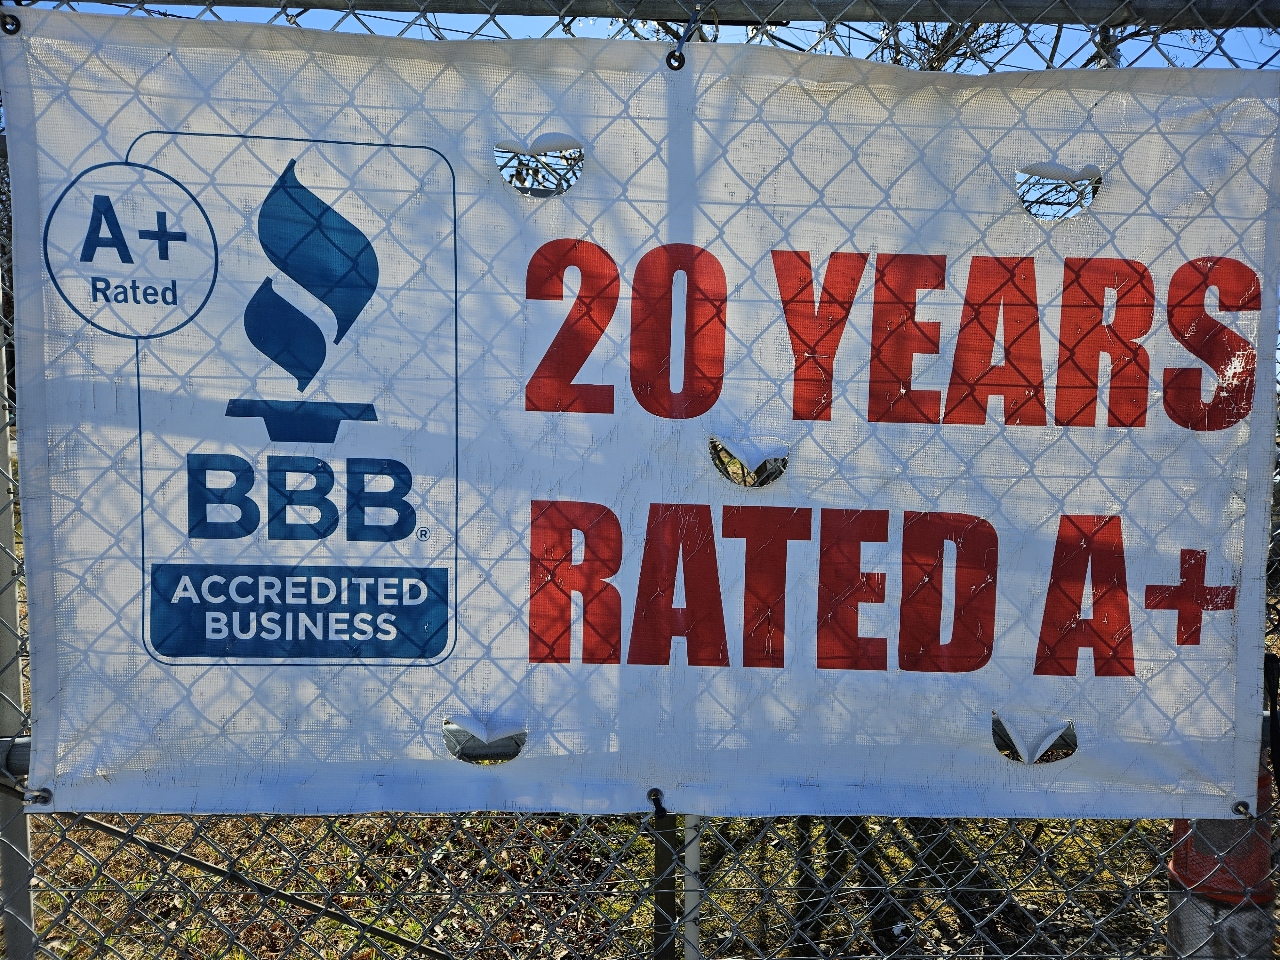 A+
Rated
BBB®
ACCREDITED
BUSINESS
20 YEARS
RATED A+